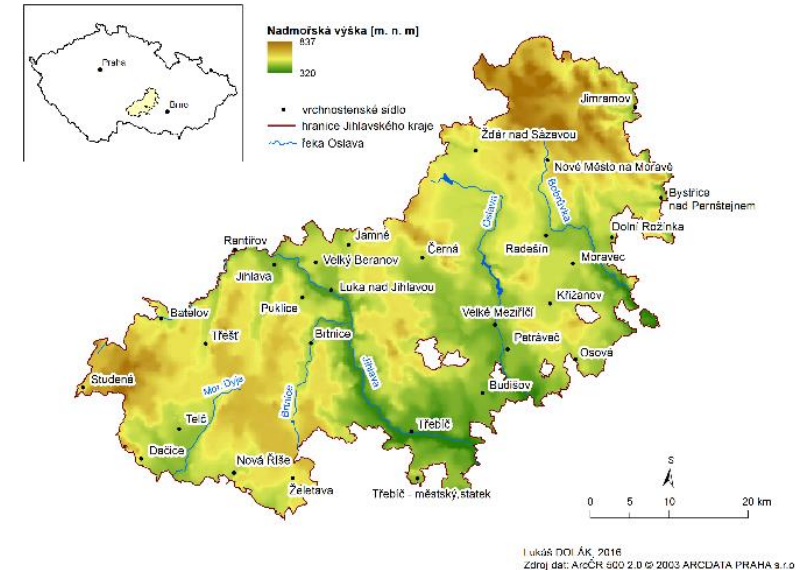 Praha
Brno
Nadmořská výška [m. n. m]
837
320
vrchnostenské sídlo
hranice Jihlavského kraje
řeka Oslava
Jimramov
Žďár nad Sázavou
Nové Město na Moravě
Bystřice
nad Pernštejnem
Bobrůvka
Oslava
Dolní Rožínka
Radešín
Moravec
Jamné
Rantířov
Černá
Velký Beranov
Jihlava
Luka nad Jihlavou
Křižanov
Puklice
Velké Meziříčí
Batelov
Brtnice
Třešť
Petráveč
Osová
Jihlava
Studená
Mor. Dyje
Brtnice
Budišov
Telč
Třebíč
Dačice
Nová Říše
Želetava
Třebíč - městský statek
S
0 5 10 20 km
Lukáš DOLÁK, 2016
Zdroj dat: ArcČR 500 2.0 © 2003 ARCDATA PRAHA s.r.o